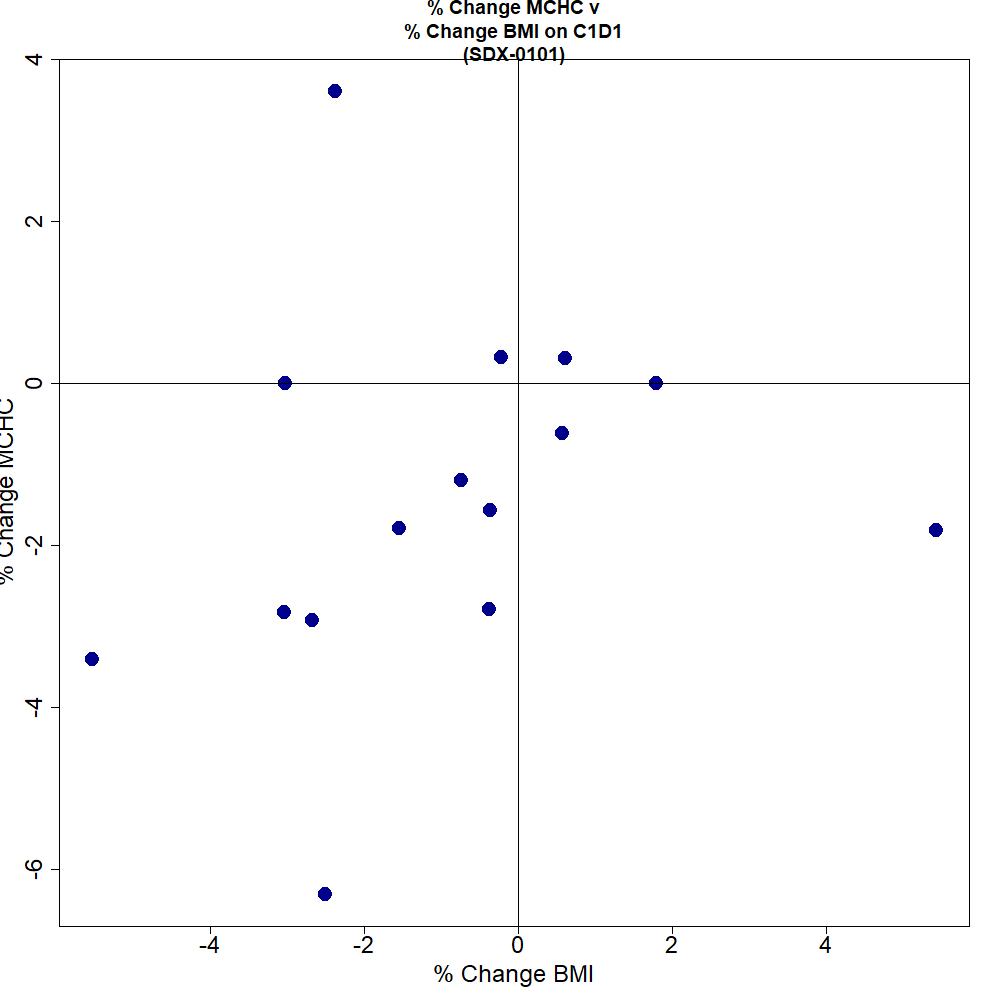 % Change MCHC v
% Change BMI on C1D1
(SDX-0101)
4
2
0
-2
-4
-6
% Change MCHC
-4
-2
0
2
4
% Change BMI